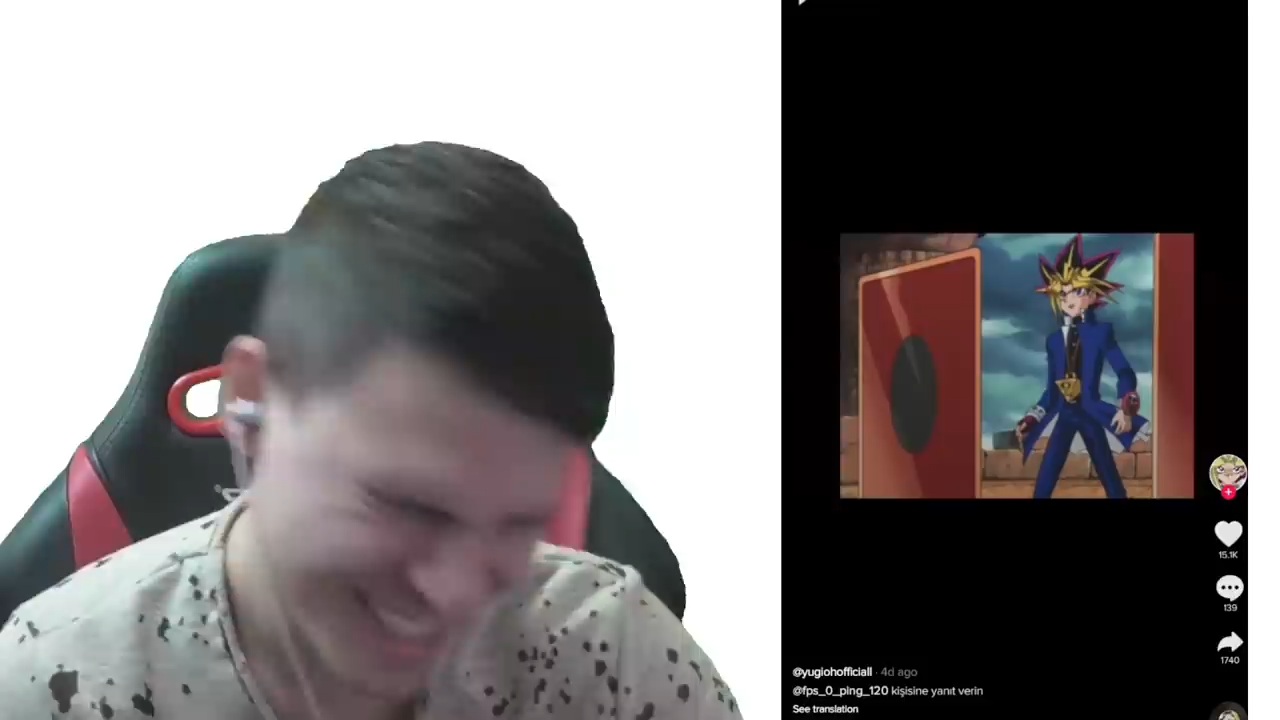 15.1K
139
1740
@yugiohofficiall · 4d ago
@fps_0_ping_120 kişisine yanıt verin
See translation